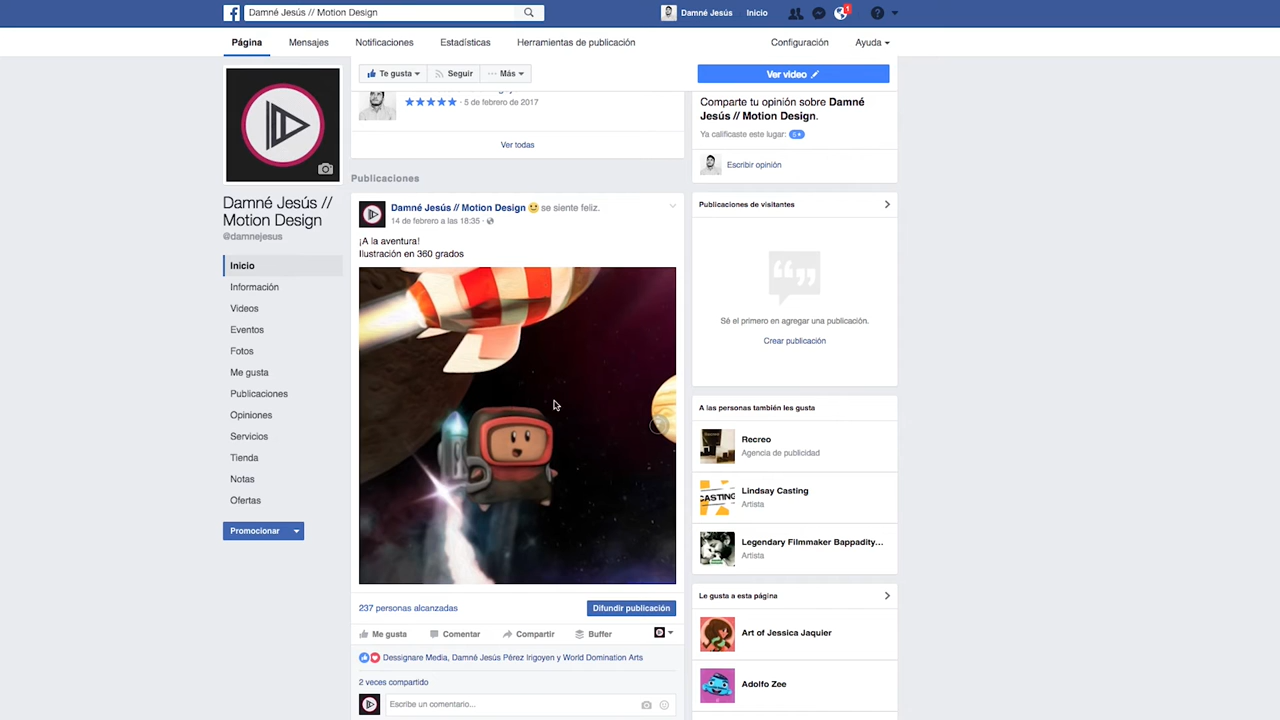 Damné Jesús // Motion Design
Damné Jesús
Inicio
1
Página
Mensajes
Notificaciones
Estadísticas
Herramientas de publicación
Configuración
Ayuda
Te gusta
Seguir
Más
Ver video
5 de febrero de 2017
Ver todas
Comparte tu opinión sobre Damné
Jesús // Motion Design.
Ya calificaste este lugar:
Escribir opinión
Damné Jesús //
Motion Design
@damnejesus
Inicio
Información
Videos
Eventos
Fotos
Me gusta
Publicaciones
Opiniones
Servicios
Tienda
Notas
Ofertas
Promocionar
Publicaciones
Damné Jesús // Motion Design se siente feliz.
14 de febrero a las 18:35
¡A la aventura!
Ilustración en 360 grados
237 personas alcanzadas
Difundir publicación
Me gusta
Comentar
Compartir
Buffer
Dessignare Media, Damné Jesús Pérez Irigoyen y World Domination Arts
2 veces compartido
Escribe un comentario...
Publicaciones de visitantes
Sé el primero en agregar una publicación.
Crear publicación
A las personas también les gusta
Recreo
Agencia de publicidad
CASTING
Lindsay Casting
Artista
Legendary Filmmaker Bappadity...
Artista
Le gusta a esta página
Art of Jessica Jaquier
Adolfo Zee